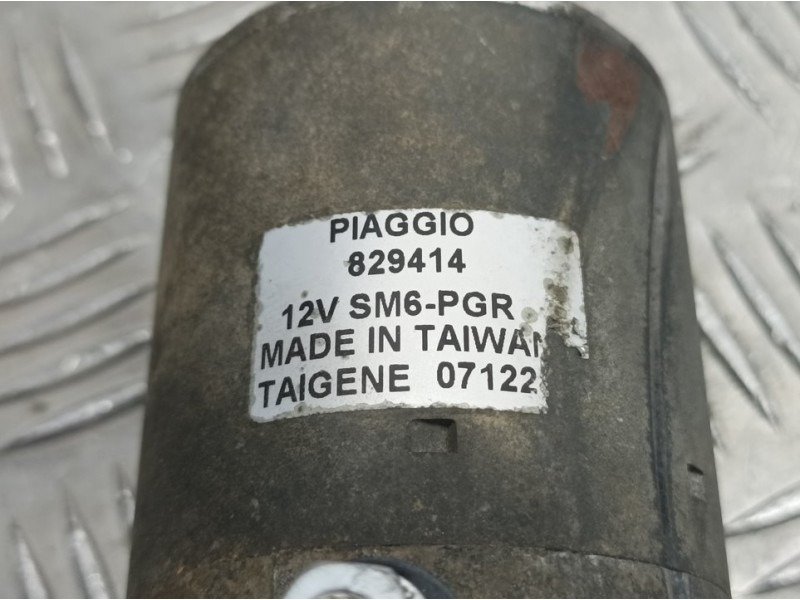 PIAGGIO
829414
12V SM6-PGR
MADE IN TAIWAN
TAIGENE 07122